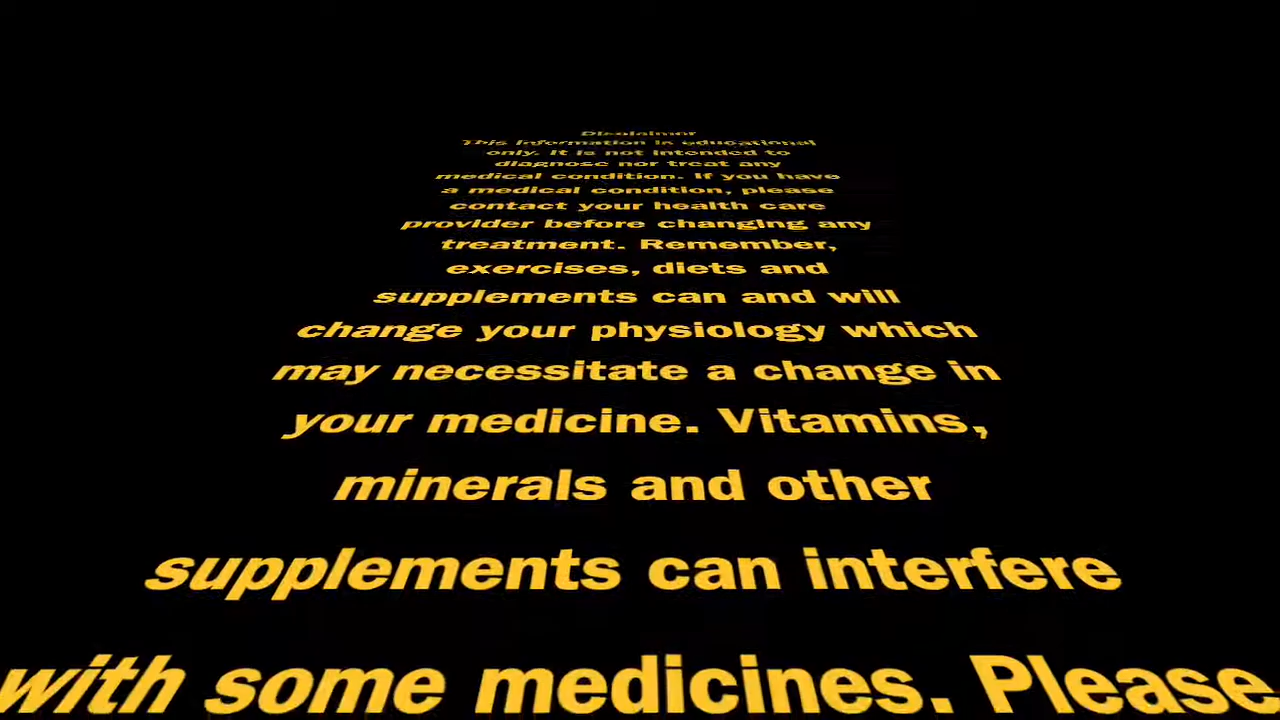 Disclaimer
This information is educational
only. It is not intended to
diagnose nor treat any
medical condition. If you have
a medical condition, please
contact your health care
provider before changing any
treatment. Remember,
exercises, diets and
supplements can and will
change your physiology which
may necessitate a change in
your medicine. Vitamins,
minerals and other
supplements can interfere
with some medicines. Please